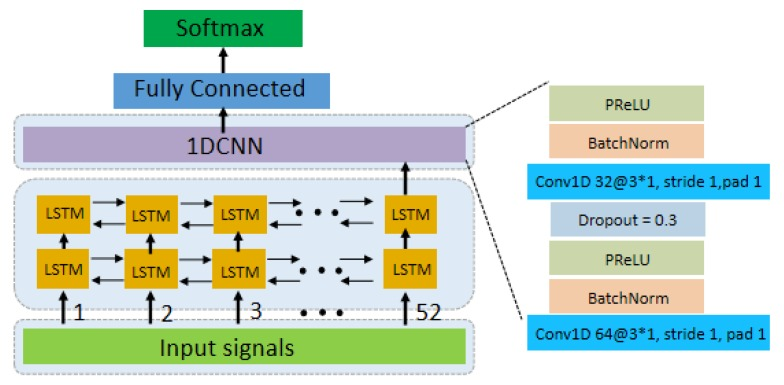 Softmax
Fully Connected
1DCNN
LSTM LSTM LSTM LSTM
LSTM LSTM LSTM LSTM
1 2 3 52
Input signals
PReLU
BatchNorm
Conv1D 32@3*1, stride 1,pad 1
Dropout = 0.3
PReLU
BatchNorm
Conv1D 64@3*1, stride 1, pad 1